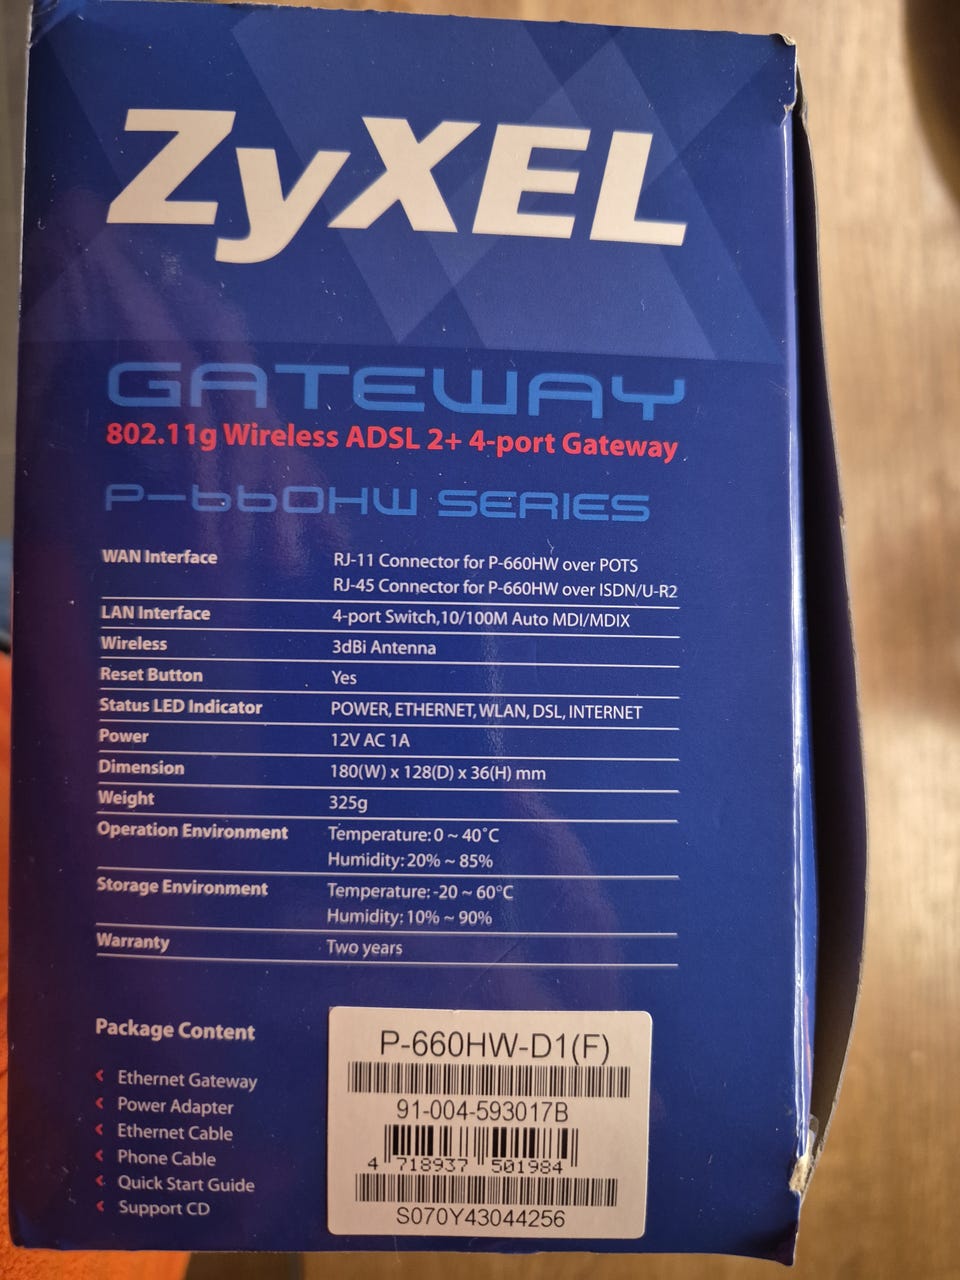 ZyXEL
GATEWAY
802.11g Wireless ADSL 2+ 4-port Gateway
P-660HW SERIES
WAN Interface RJ-11 Connector for P-660HW over POTS
RJ-45 Connector for P-660HW over ISDN/U-R2
LAN Interface 4-port Switch,10/100M Auto MDI/MDIX
Wireless 3dBi Antenna
Reset Button Yes
Status LED Indicator POWER, ETHERNET, WLAN, DSL, INTERNET
Power 12V AC 1A
Dimension 180(W) x 128(D) x 36(H) mm
Weight 325g
Operation Environment Temperature: 0 ~ 40˚C
Humidity: 20% ~ 85%
Storage Environment Temperature: -20 ~ 60°C
Humidity: 10% ~ 90%
Warranty Two years
Package Content
Ethernet Gateway
Power Adapter
Ethernet Cable
Phone Cable
Quick Start Guide
Support CD
P-660HW-D1(F)
91-004-593017B
4 718937 501984
S070Y43044256